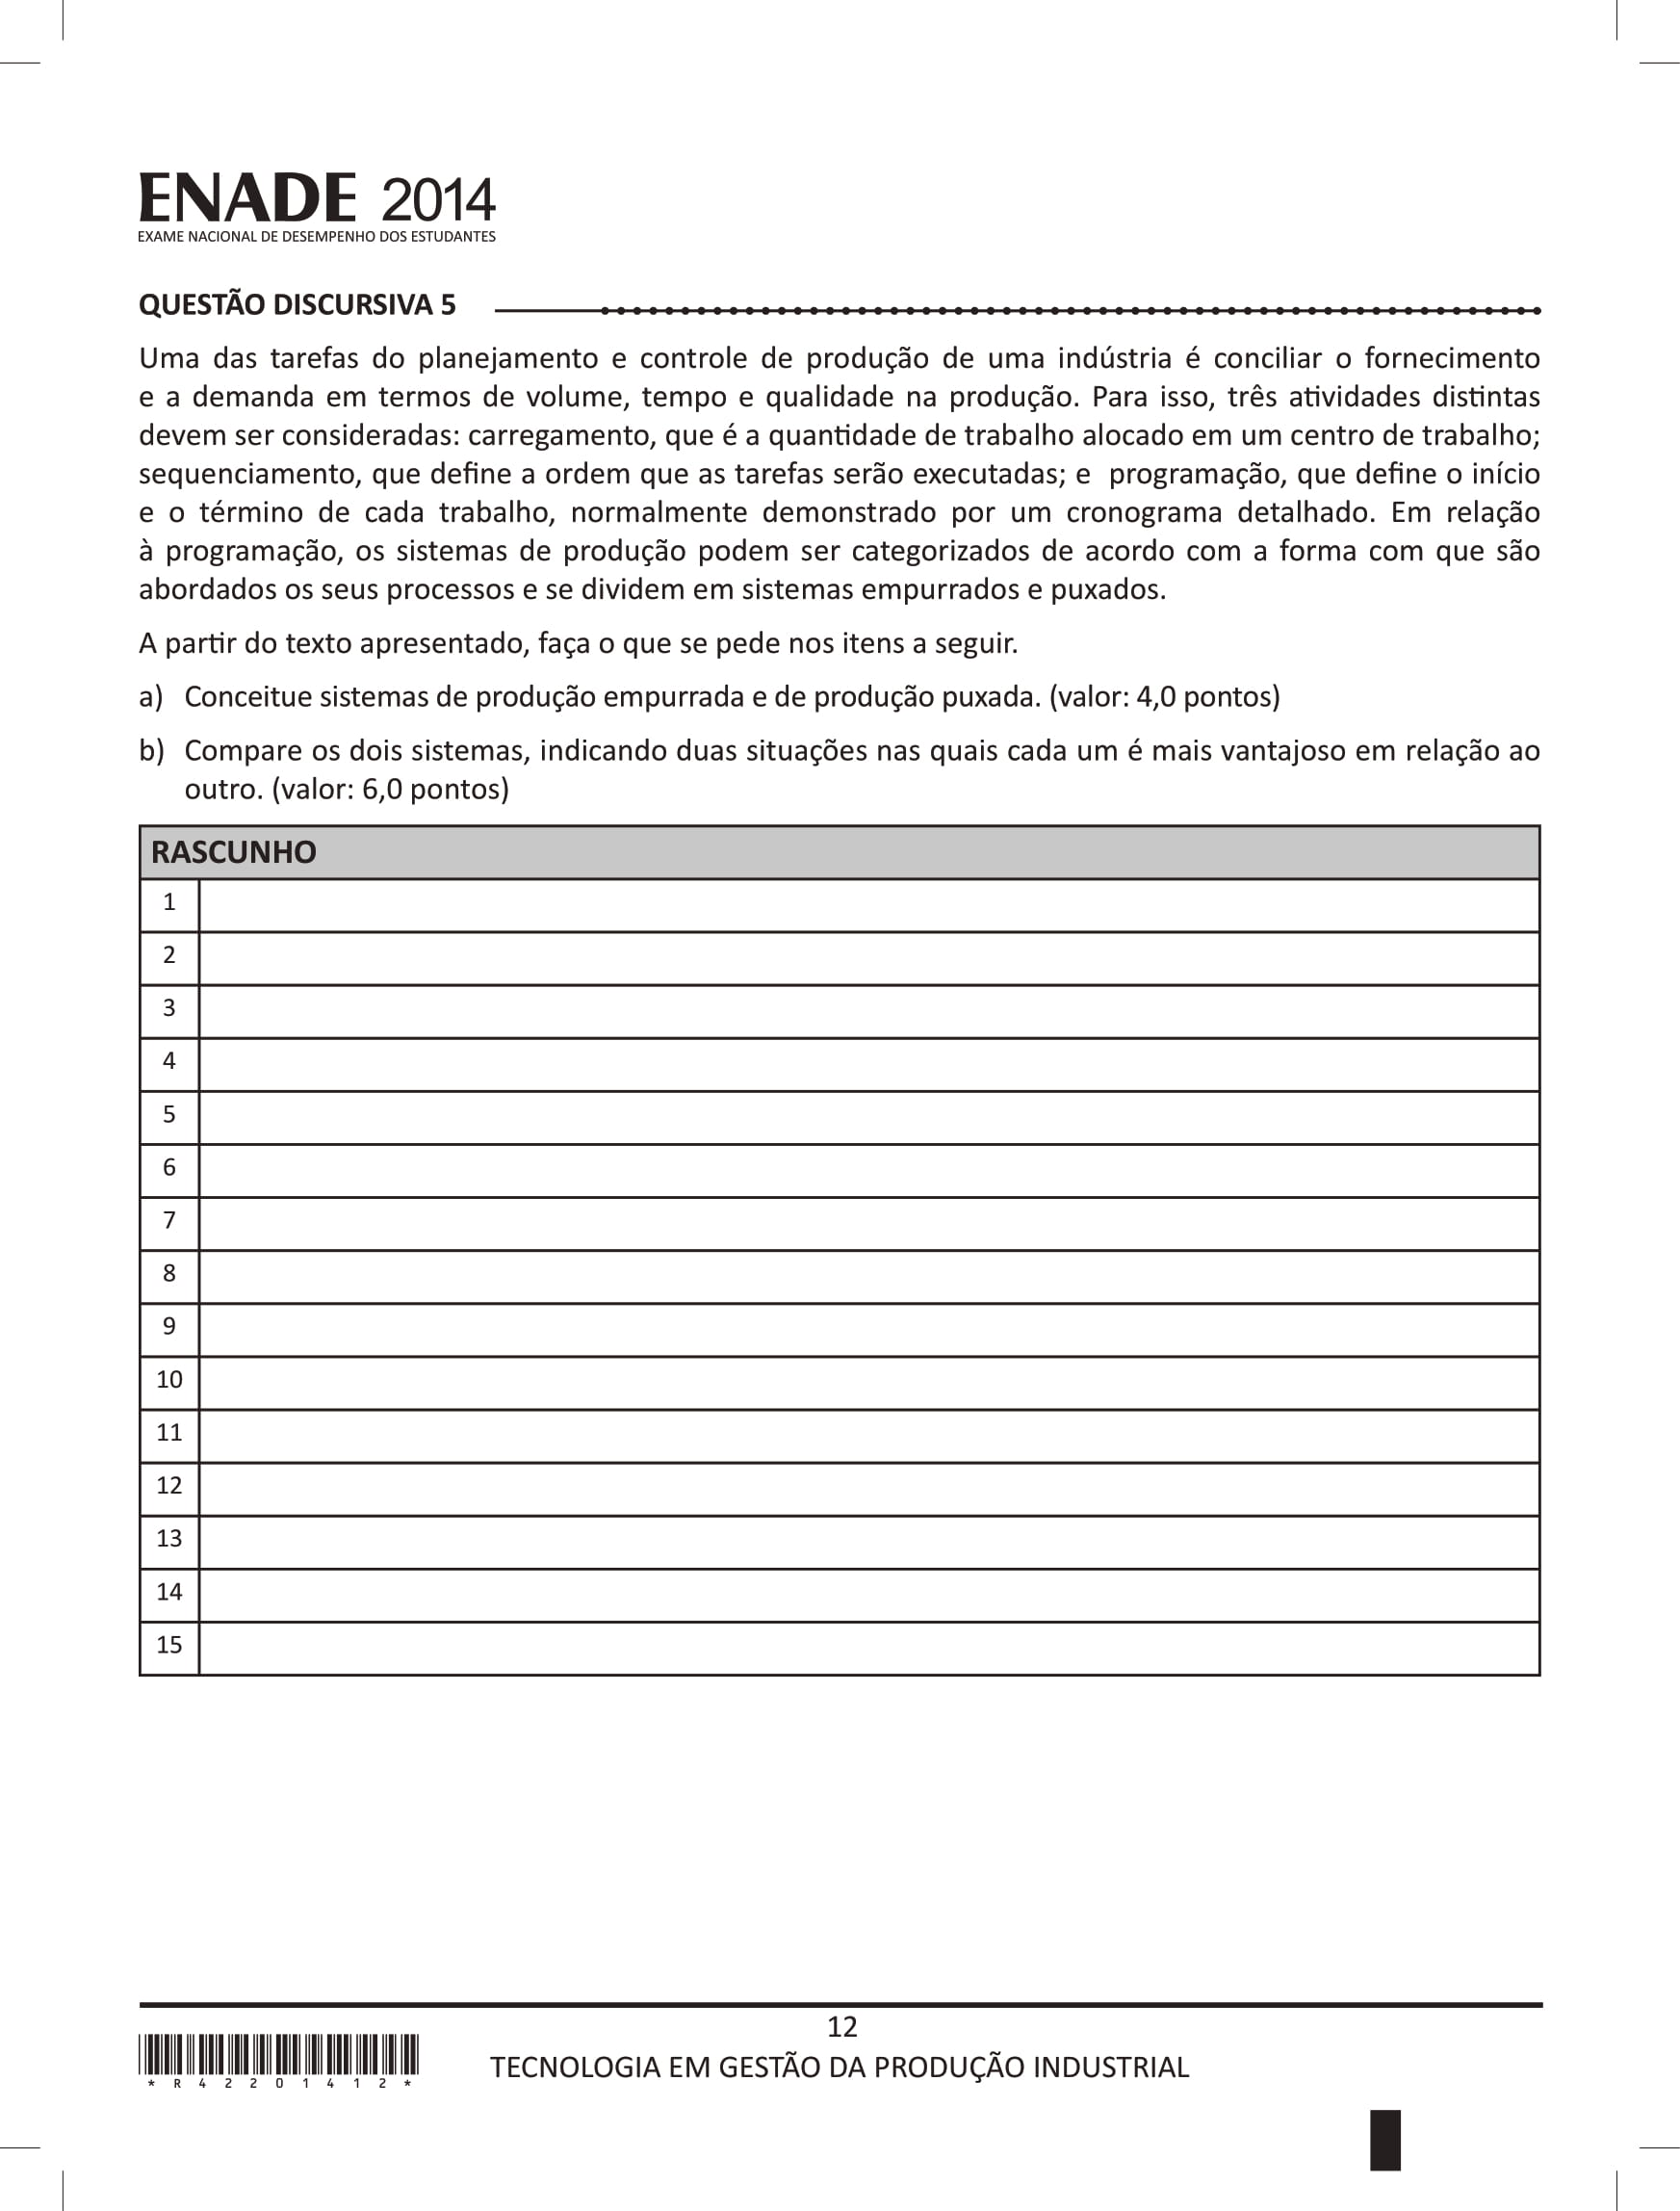 ENADE 2014
EXAME NACIONAL DE DESEMPENHO DOS ESTUDANTES
QUESTÃO DISCURSIVA 5
Uma das tarefas do planejamento e controle de produção de uma indústria é conciliar o fornecimento
e a demanda em termos de volume, tempo e qualidade na produção. Para isso, três atividades distintas
devem ser consideradas: carregamento, que é a quantidade de trabalho alocado em um centro de trabalho;
sequenciamento, que define a ordem que as tarefas serão executadas; e programação, que define o início
e o término de cada trabalho, normalmente demonstrado por um cronograma detalhado. Em relação
à programação, os sistemas de produção podem ser categorizados de acordo com a forma com que são
abordados os seus processos e se dividem em sistemas empurrados e puxados.
A partir do texto apresentado, faça o que se pede nos itens a seguir.
a) Conceitue sistemas de produção empurrada e de produção puxada. (valor: 4,0 pontos)
b) Compare os dois sistemas, indicando duas situações nas quais cada um é mais vantajoso em relação ao
outro. (valor: 6,0 pontos)
RASCUNHO
1
2
3
4
5
6
7
8
9
10
11
12
13
14
15
12
TECNOLOGIA EM GESTÃO DA PRODUÇÃO INDUSTRIAL
* R 4 2 2 0 1 4 1 2 *